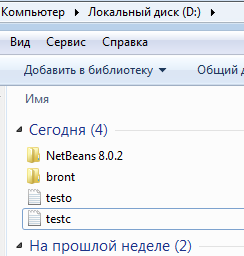 Компьютер ▸ Локальный диск (D:) ▸
Вид Сервис Справка
Добавить в библиотеку ▾ Общий д
Имя
Сегодня (4)
NetBeans 8.0.2
bront
testo
testc
На прошлой неделе (2)